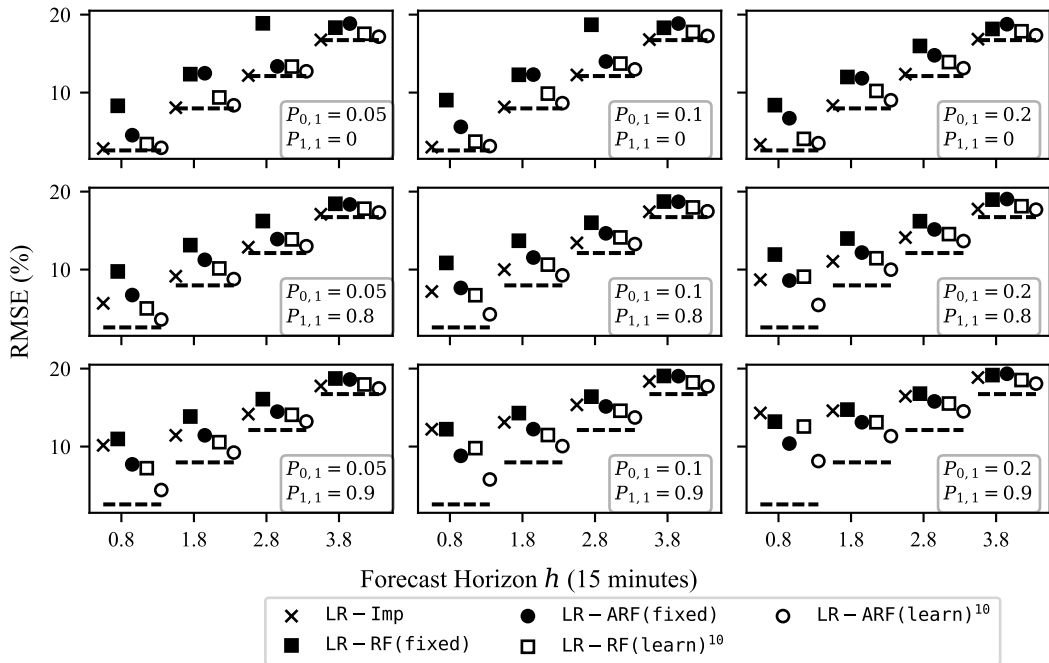 20
10
P0,1 = 0.05
P1,1 = 0
P0,1 = 0.1
P1,1 = 0
P0,1 = 0.2
P1,1 = 0
20
10
P0,1 = 0.05
P1,1 = 0.8
P0,1 = 0.1
P1,1 = 0.8
P0,1 = 0.2
P1,1 = 0.8
RMSE (%)
20
10
P0,1 = 0.05
P1,1 = 0.9
P0,1 = 0.1
P1,1 = 0.9
P0,1 = 0.2
P1,1 = 0.9
0.8 1.8 2.8 3.8 0.8 1.8 2.8 3.8 0.8 1.8 2.8 3.8
Forecast Horizon h (15 minutes)
LR−Imp LR−ARF(fixed) LR−ARF(learn)¹⁰
LR−RF(fixed) LR−RF(learn)¹⁰